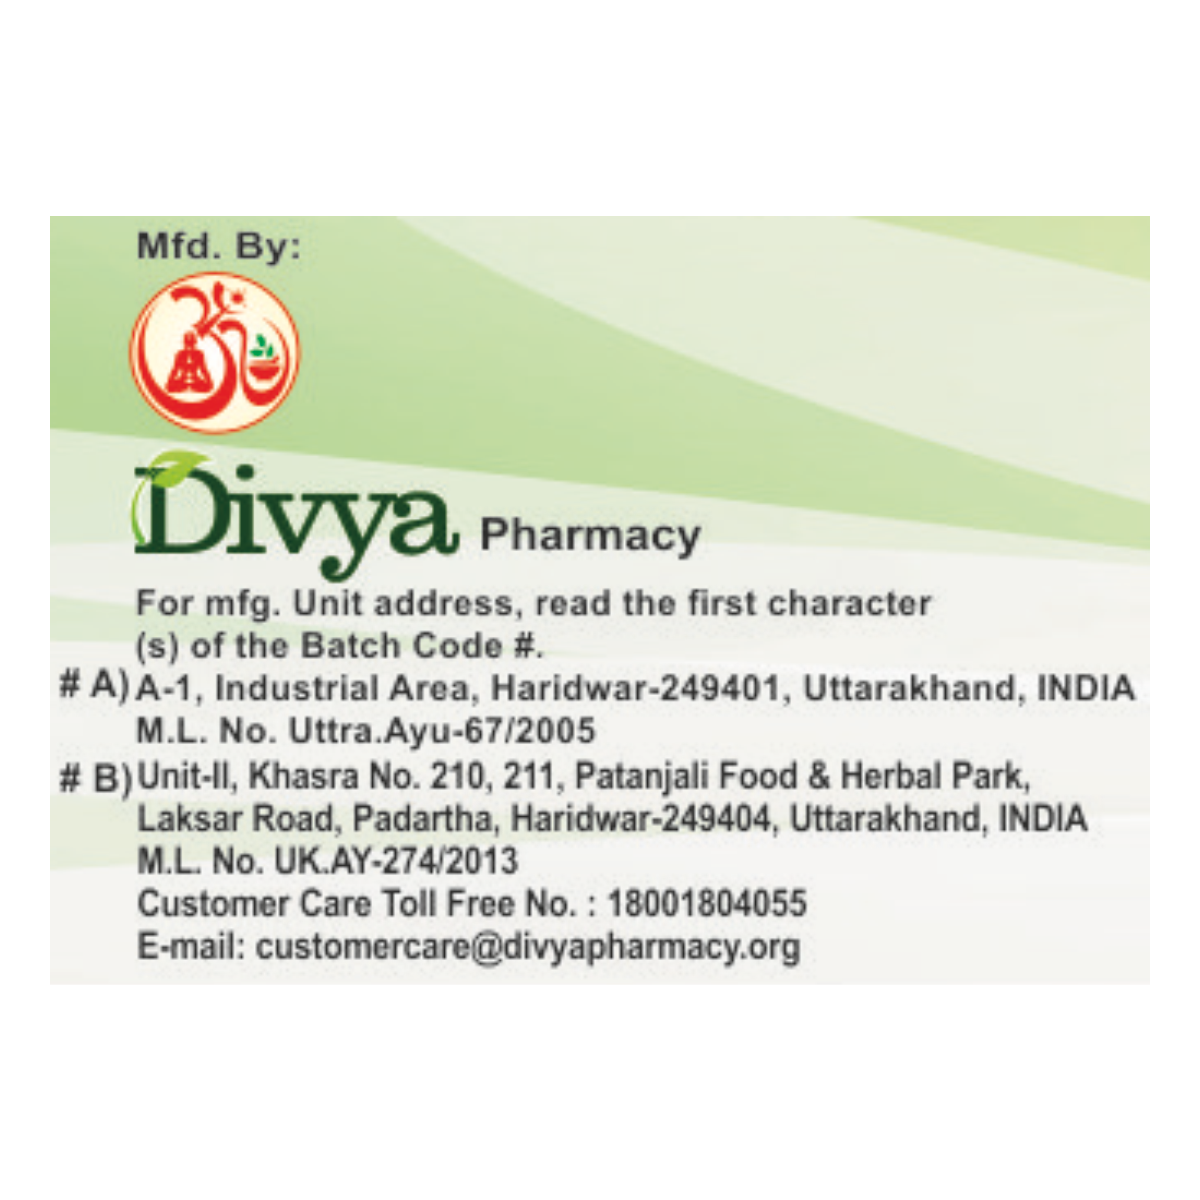 Mfd. By:
Divya Pharmacy
For mfg. Unit address, read the first character
(s) of the Batch Code #.
# A) A-1, Industrial Area, Haridwar-249401, Uttarakhand, INDIA
M.L. No. Uttra.Ayu-67/2005
# B) Unit-II, Khasra No. 210, 211, Patanjali Food & Herbal Park,
Laksar Road, Padartha, Haridwar-249404, Uttarakhand, INDIA
M.L. No. UK.AY-274/2013
Customer Care Toll Free No. : 18001804055
E-mail: customercare@divyapharmacy.org